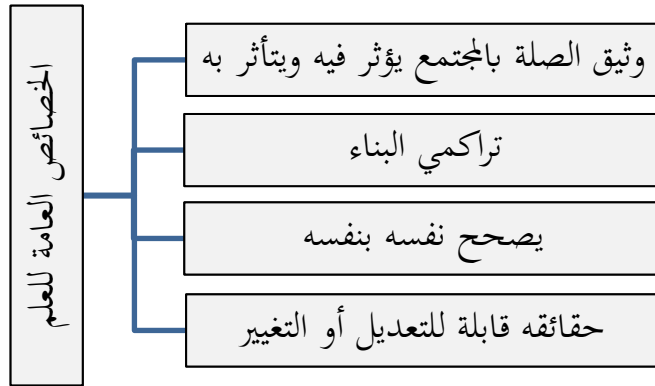 الخصائص العامة للعلم
وثيق الصلة بالمجتمع يؤثر فيه ويتأثر به
تراكمي البناء
يصحح نفسه بنفسه
حقائقه قابلة للتعديل أو التغيير